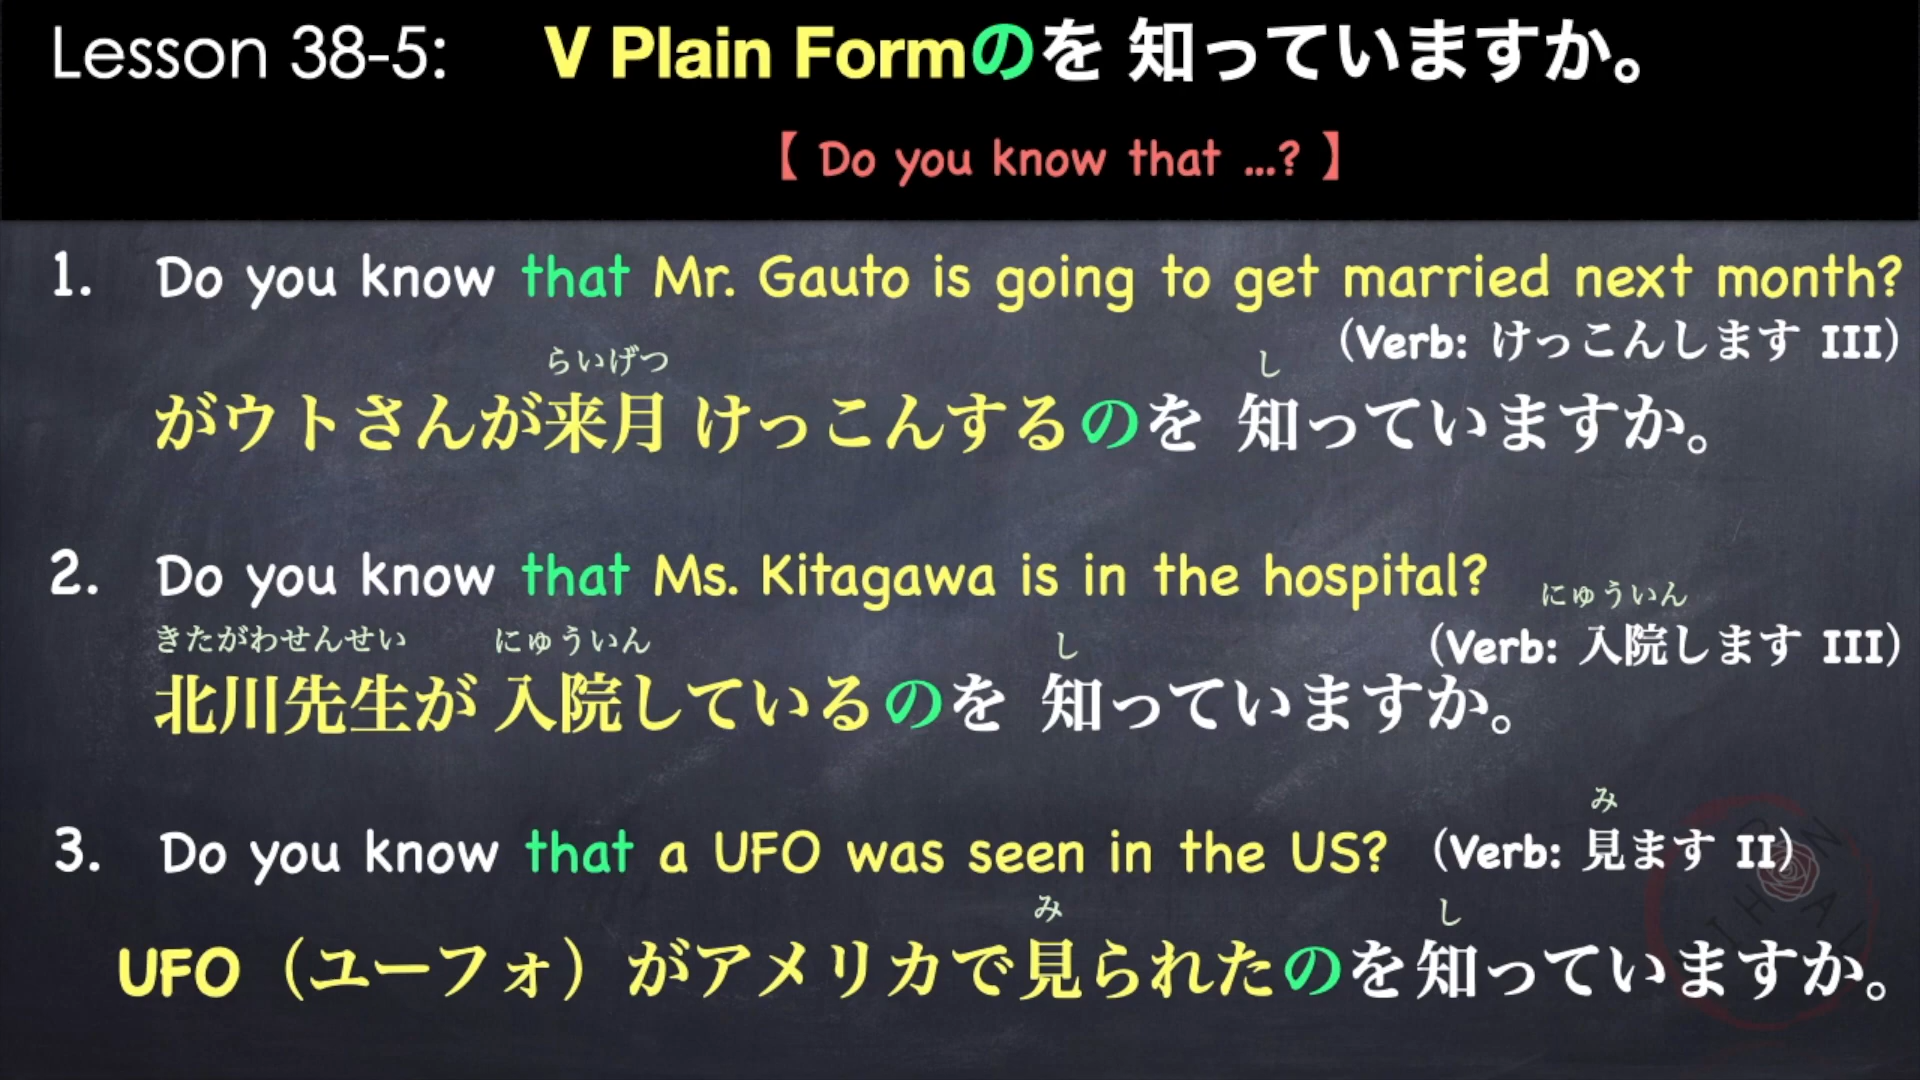 Lesson 38-5: V Plain Formのを 知っていますか。
【 Do you know that ...? 】
1. Do you know that Mr. Gauto is going to get married next month?
(Verb: けっこんします III)
らいげつ し
がウトさんが来月 けっこんするのを 知っていますか。
2. Do you know that Ms. Kitagawa is in the hospital?
にゅういん
(Verb: 入院します III)
きたがわせんせい にゅういん し
北川先生が 入院しているのを 知っていますか。
み
3. Do you know that a UFO was seen in the US? (Verb: 見ます II)
み し
UFO（ユーフォ）がアメリカで見られたのを知っていますか。